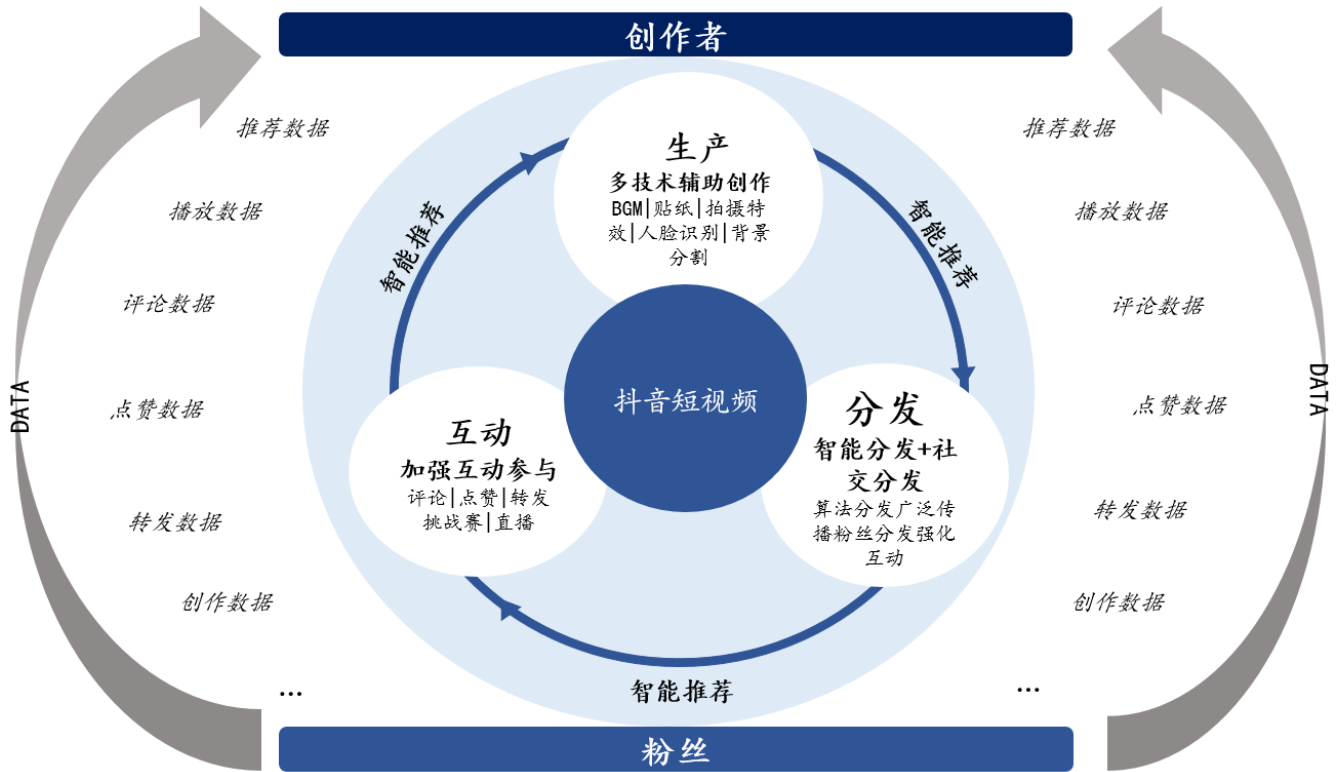 创作者
推荐数据
播放数据
评论数据
点赞数据
转发数据
创作数据
...
DATA
智能推荐
生产
多技术辅助创作
BGM|贴纸|拍摄特
效|人脸识别|背景
分割
智能推荐
抖音短视频
互动
加强互动参与
评论|点赞|转发
挑战赛|直播
分发
智能分发+社
交分发
算法分发广泛传
播粉丝分发强化
互动
智能推荐
推荐数据
播放数据
评论数据
点赞数据
转发数据
创作数据
...
DATA
粉丝